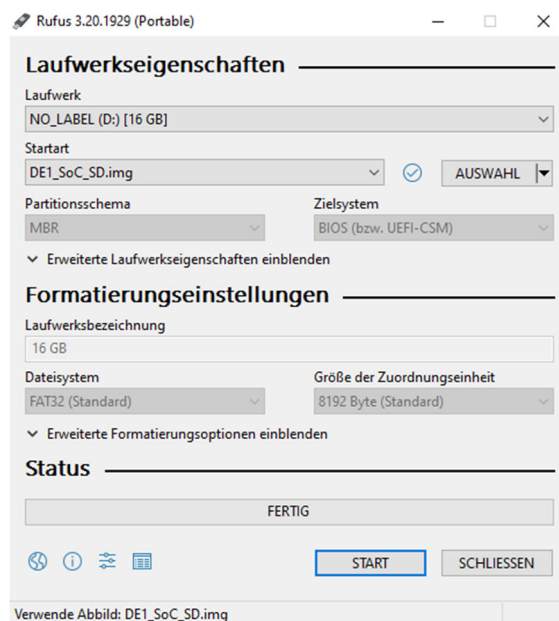 Rufus 3.20.1929 (Portable)
Laufwerkseigenschaften
Laufwerk
NO_LABEL (D:) [16 GB]
Startart
DE1_SoC_SD.img
AUSWAHL
Partitionsschema
Zielsystem
MBR
BIOS (bzw. UEFI-CSM)
Erweiterte Laufwerkseigenschaften einblenden
Formatierungseinstellungen
Laufwerksbezeichnung
16 GB
Dateisystem
Größe der Zuordnungseinheit
FAT32 (Standard)
8192 Byte (Standard)
Erweiterte Formatierungsoptionen einblenden
Status
FERTIG
START
SCHLIESSEN
Verwende Abbild: DE1_SoC_SD.img